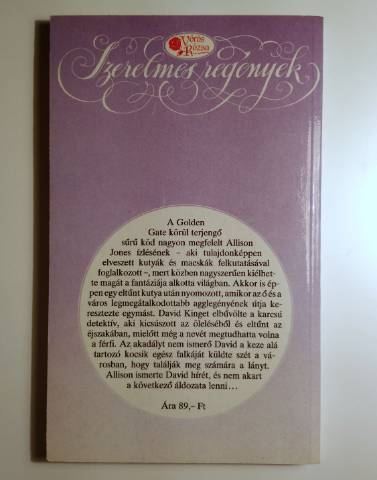 Vörös
Rózsa
Szerelmes regények
A Golden
Gate körül terjengő
sűrű köd nagyon megfelelt Allison
Jones ízlésének – aki tulajdonképpen
elveszett kutyák és macskák felkutatásával
foglalkozott –, mert közben nagyszerűen kiélhet-
te magát a fantáziája alkotta világban. Akkor is ép-
pen egy eltűnt kutya után nyomozott, amikor az ő és a
város legmegátalkodottabb agglegényének útja ke-
resztezte egymást. David Kinget elbűvölte a karcsú
detektív, aki kicsúszott az öleléséből és eltűnt az
éjszakában, mielőtt még a nevét megtudhatta volna
a férfi. Az akadályt nem ismerő David a keze alá
tartozó kocsik egész falkáját küldte szét a vá-
rosban, hogy találják meg számára a lányt.
Allison ismerte David hírét, és nem akart
a következő áldozata lenni...
Ára 89,– Ft